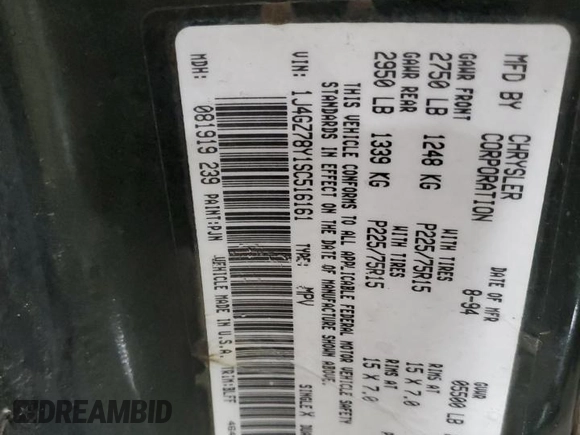 MFD BY CHRYSLER CORPORATION DATE OF MFR 8-94 GVWR 05500 LB
GAWR FRONT WITH TIRES RIMS AT
2750 LB 1248 KG P225/75R15 15 X 7.0
GAWR REAR WITH TIRES RIMS AT
2950 LB 1339 KG P225/75R15 15 X 7.0
THIS VEHICLE CONFORMS TO ALL APPLICABLE FEDERAL MOTOR VEHICLE SAFETY
STANDARDS IN EFFECT ON THE DATE OF MANUFACTURE SHOWN ABOVE.
VIN: 1J4GZ78Y1SC516161 TYPE: MPV SINGLE X
MDH: 081919 239 PAINT:PJN VEHICLE MADE IN U.S.A.
DREAMBID